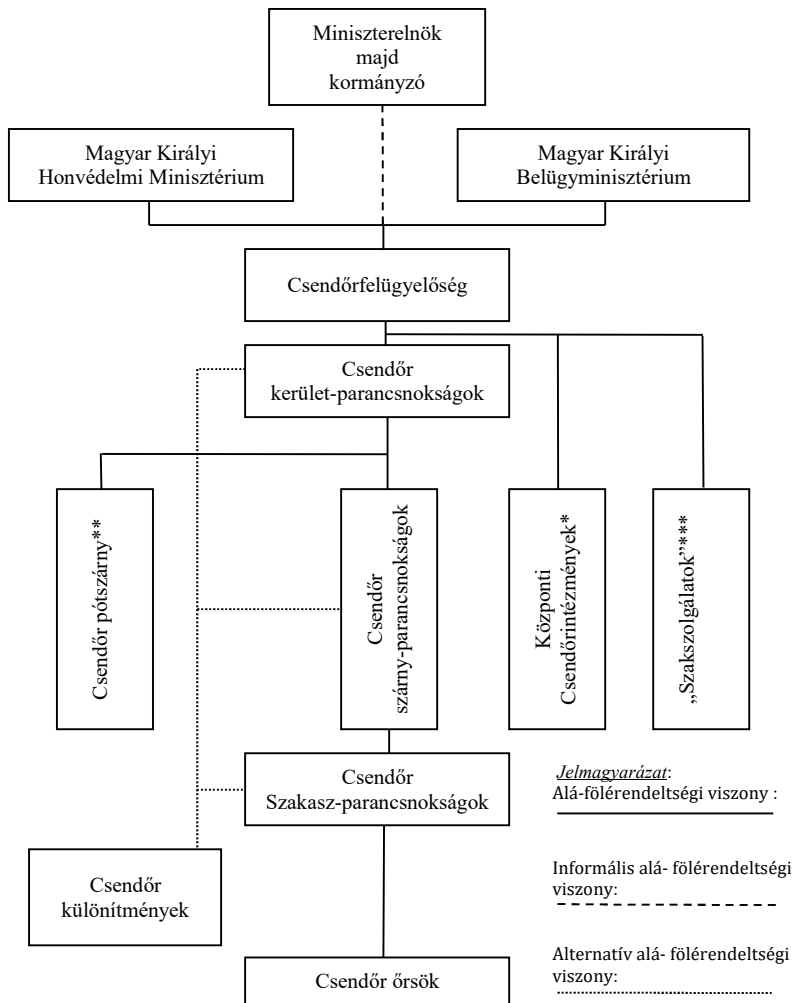 Miniszterelnök
majd
kormányzó
Magyar Királyi
Honvédelmi Minisztérium
Magyar Királyi
Belügyminisztérium
Csendőrfelügyelőség
Csendőr
kerület-parancsnokságok
Csendőr pótszárny**
Csendőr
szárny-parancsnokságok
Központi
Csendőrintézmények*
„Szakszolgálatok”***
Csendőr
Szakasz-parancsnokságok
Csendőr
különítmények
Csendőr őrsök
Jelmagyarázat:
Alá-fölérendeltségi viszony :
Informális alá- fölérendeltségi
viszony:
Alternatív alá- fölérendeltségi
viszony: